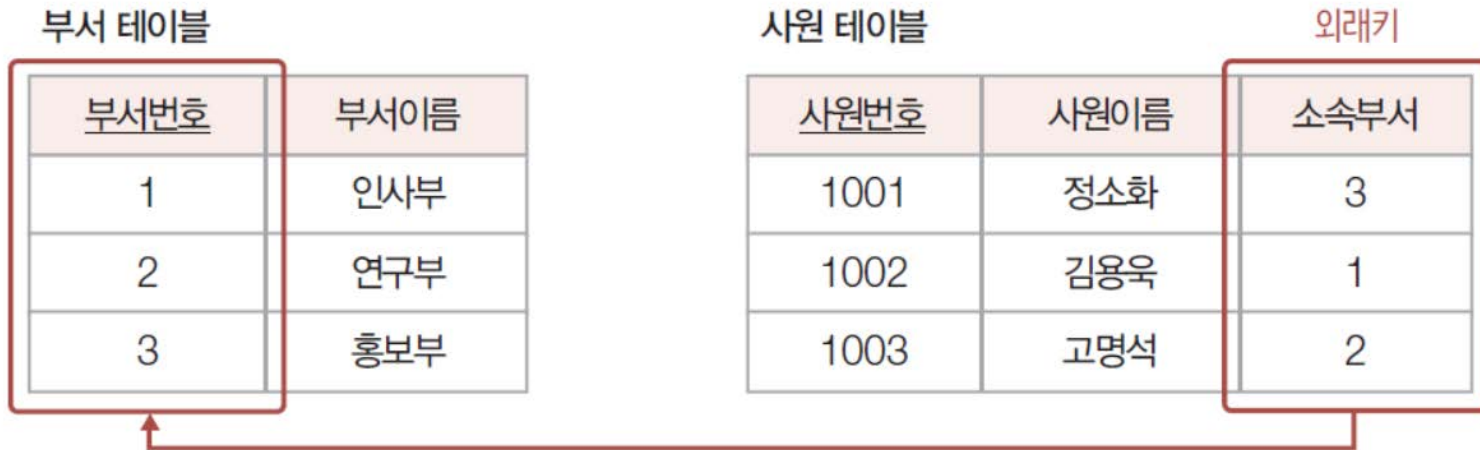 부서 테이블
부서번호 부서이름
1 인사부
2 연구부
3 홍보부
사원 테이블
외래키
사원번호 사원이름 소속부서
1001 정소화 3
1002 김용욱 1
1003 고명석 2